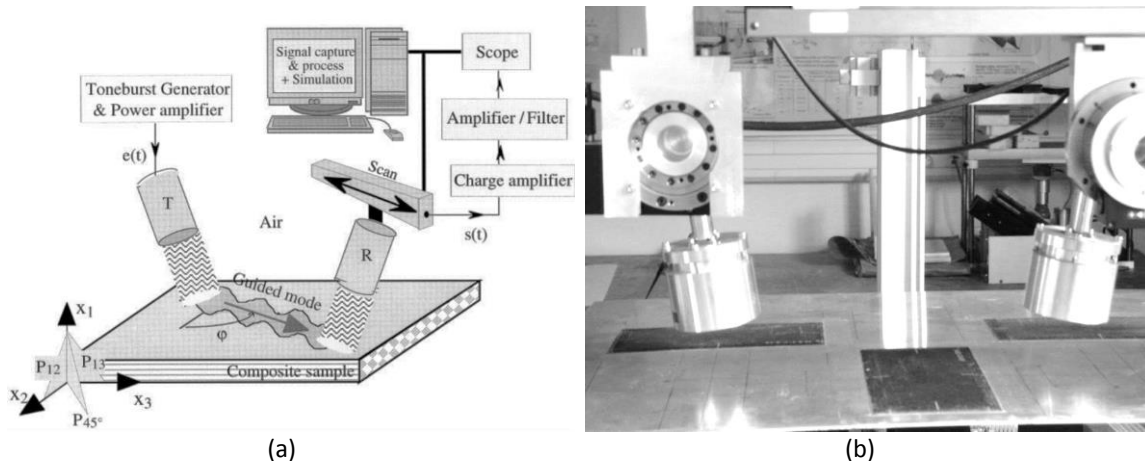 Signal capture
& process
+ Simulation
Scope
Toneburst Generator
& Power amplifier
Amplifier / Filter
e(t)
Scan
Charge amplifier
T
Air
s(t)
R
Guided mode
φ
x₁
P₁₂
P₁₃
Composite sample
x₂
x₃
P₄₅°
(a)
(b)